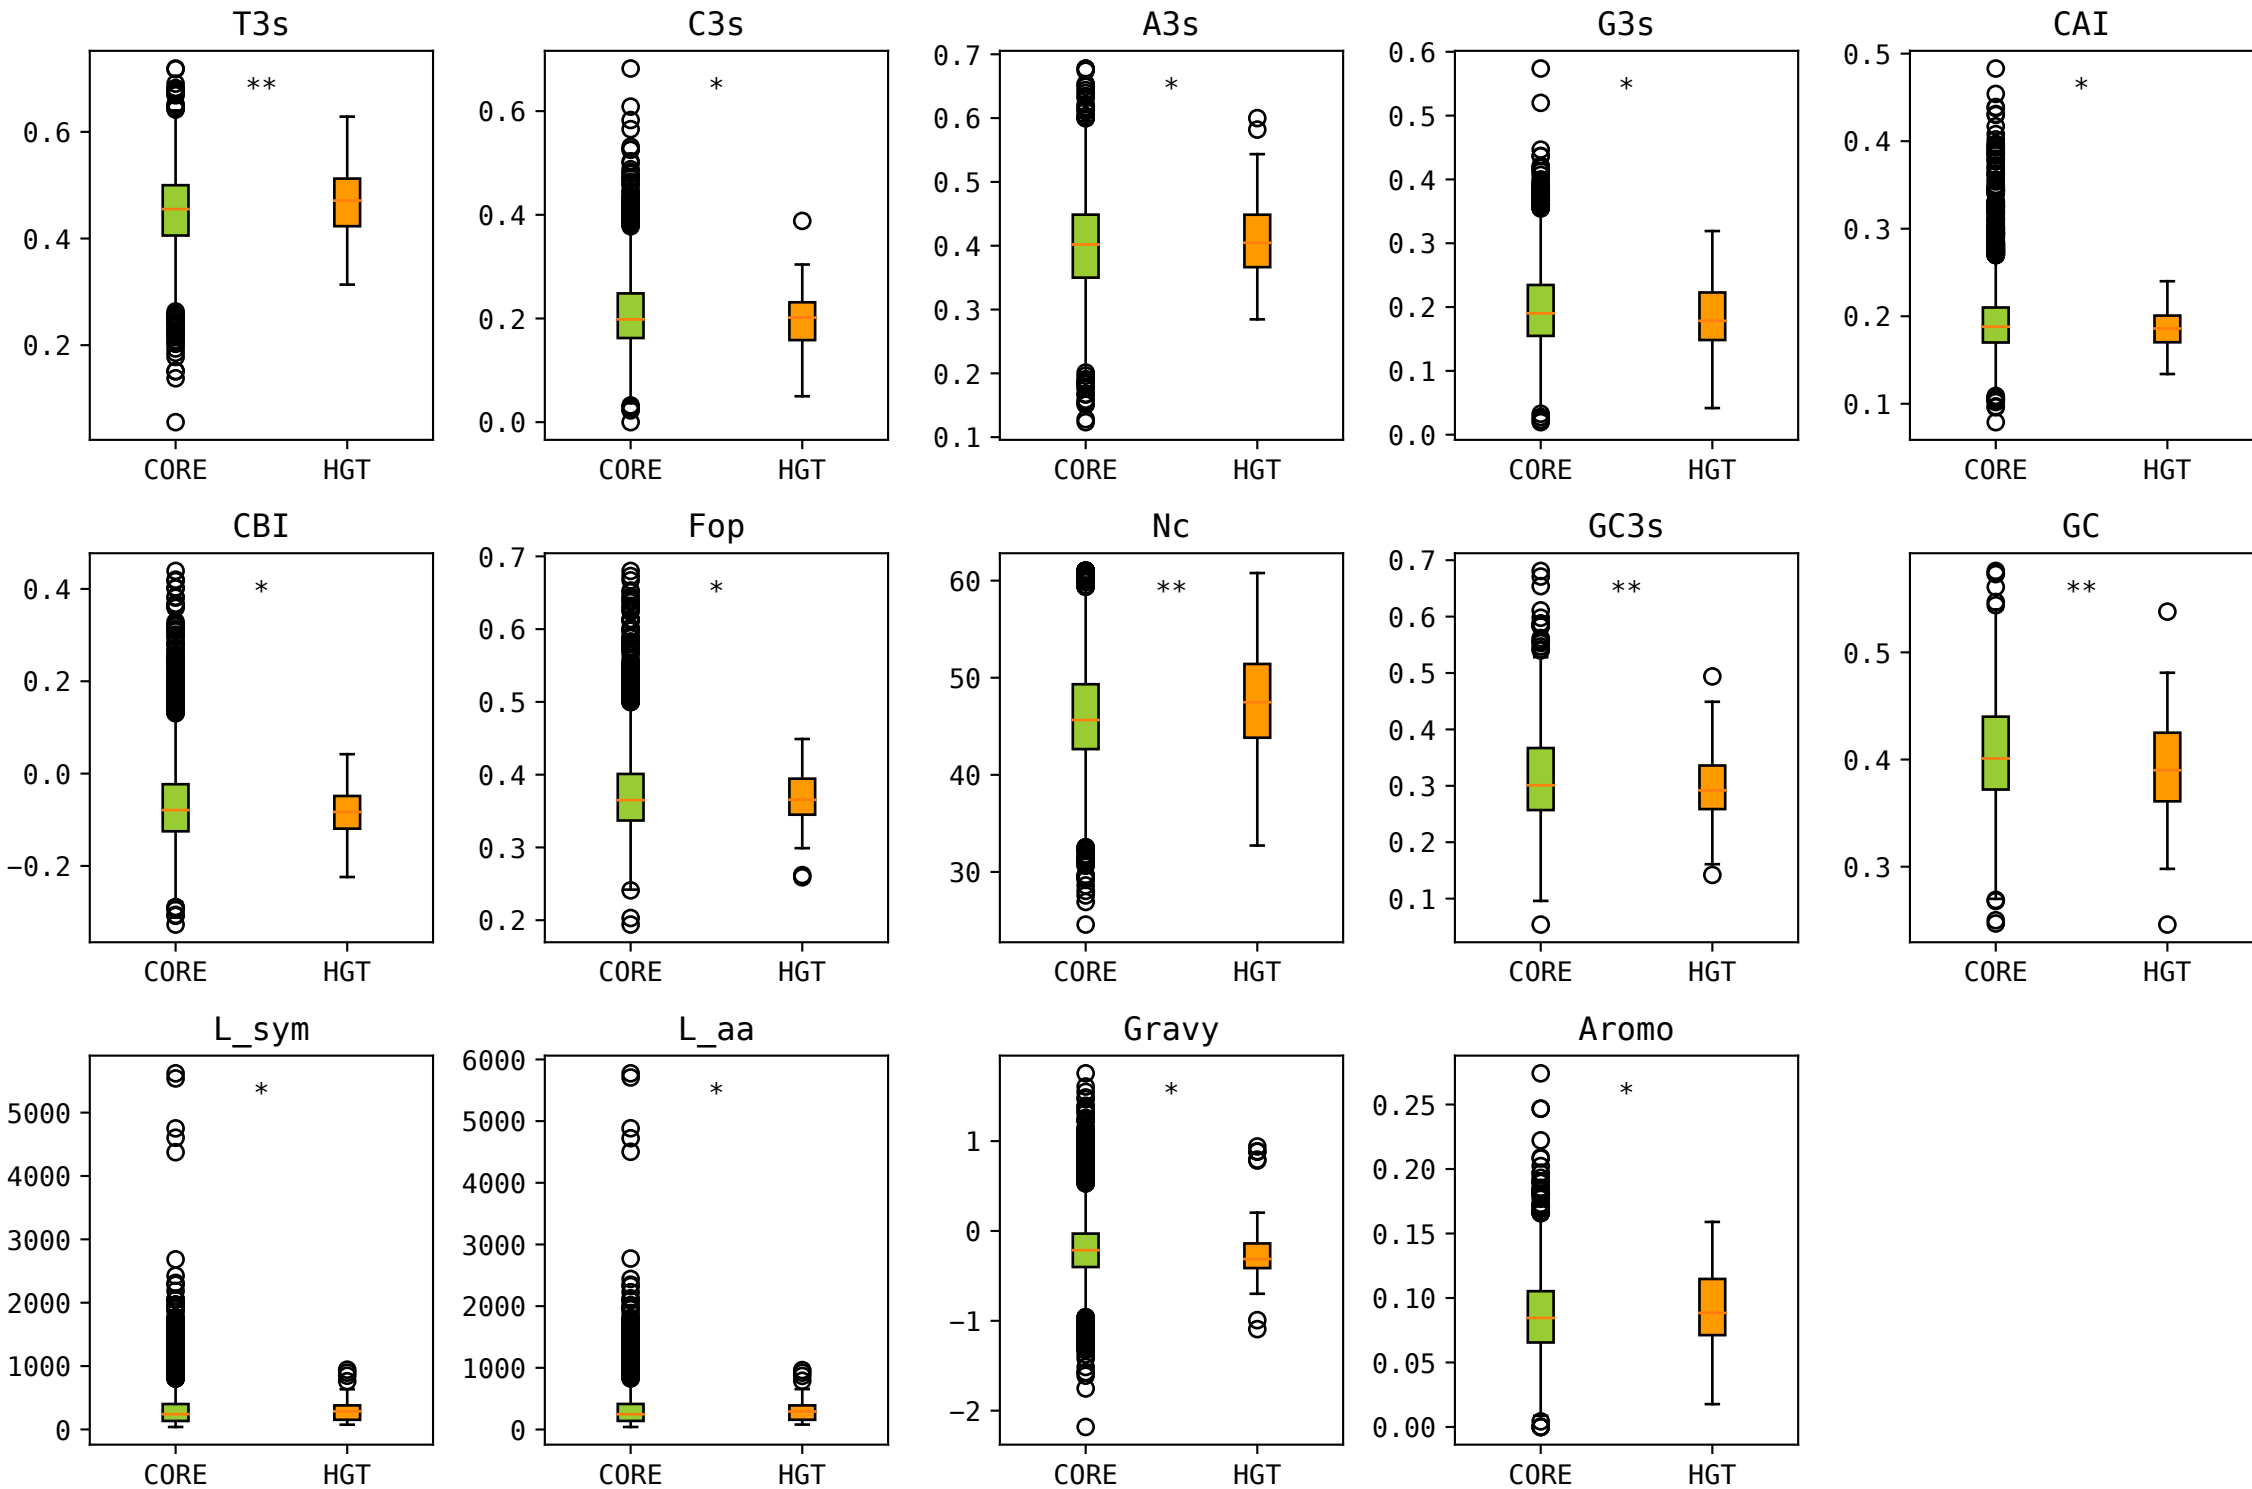 T3s C3s A3s G3s CAI
** * * * *
0.6 0.4 0.2
0.6 0.4 0.2 0.0
0.7 0.6 0.5 0.4 0.3 0.2 0.1
0.6 0.5 0.4 0.3 0.2 0.1 0.0
0.5 0.4 0.3 0.2 0.1
CORE HGT CORE HGT CORE HGT CORE HGT CORE HGT
CBI Fop Nc GC3s GC
* * ** ** **
0.4 0.2 0.0 −0.2
0.7 0.6 0.5 0.4 0.3 0.2
60 50 40 30
0.7 0.6 0.5 0.4 0.3 0.2 0.1
0.5 0.4 0.3
CORE HGT CORE HGT CORE HGT CORE HGT CORE HGT
L_sym L_aa Gravy Aromo
* * * *
5000 4000 3000 2000 1000 0
6000 5000 4000 3000 2000 1000 0
1 0 −1 −2
0.25 0.20 0.15 0.10 0.05 0.00
CORE HGT CORE HGT CORE HGT CORE HGT